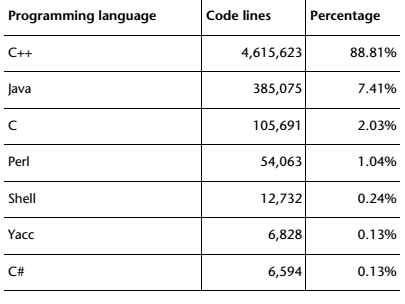 Programming language Code lines Percentage
C++ 4,615,623 88.81%
Java 385,075 7.41%
C 105,691 2.03%
Perl 54,063 1.04%
Shell 12,732 0.24%
Yacc 6,828 0.13%
C# 6,594 0.13%